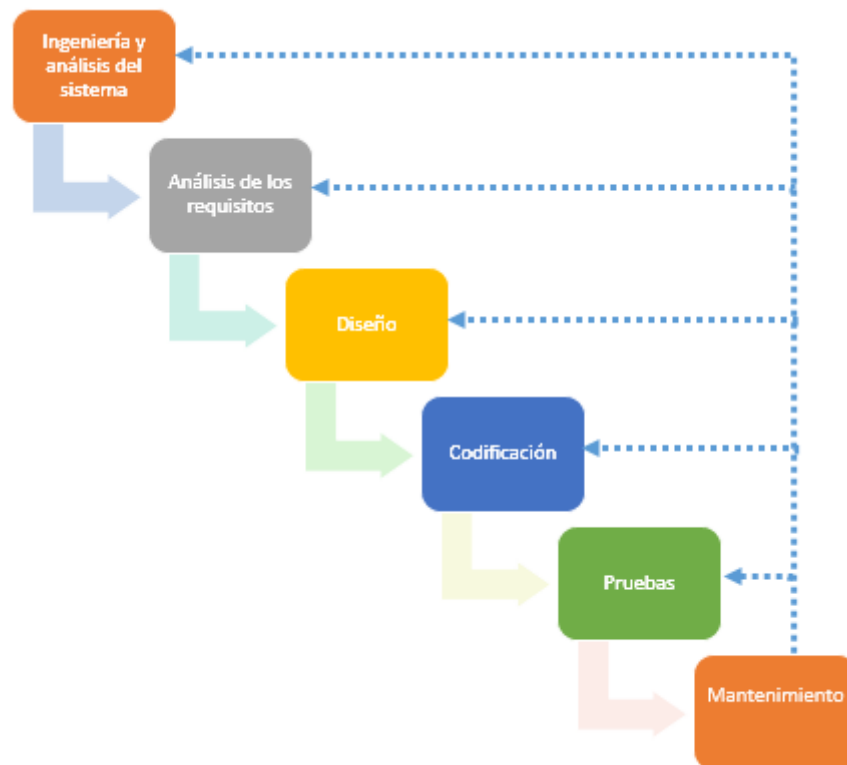 Ingeniería y
análisis del
sistema
Análisis de los
requisitos
Diseño
Codificación
Pruebas
Mantenimiento